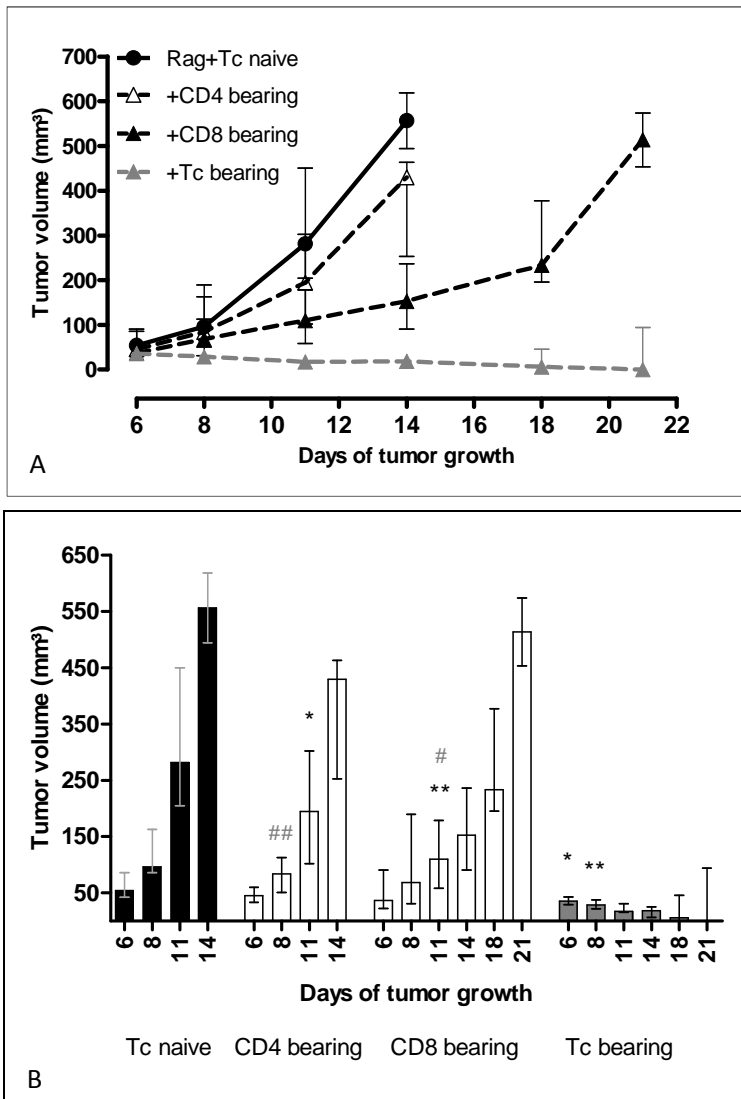 700
600
500
400
300
200
100
0
Tumor volume (mm³)
Rag+Tc naive
+CD4 bearing
+CD8 bearing
+Tc bearing
6 8 10 12 14 16 18 20 22
Days of tumor growth
A
650
550
450
350
250
150
50
Tumor volume (mm³)
##
*
#
**
* **
6 8 11 14 6 8 11 14 6 8 11 14 18 21 6 8 11 14 18 21
Days of tumor growth
Tc naive CD4 bearing CD8 bearing Tc bearing
B